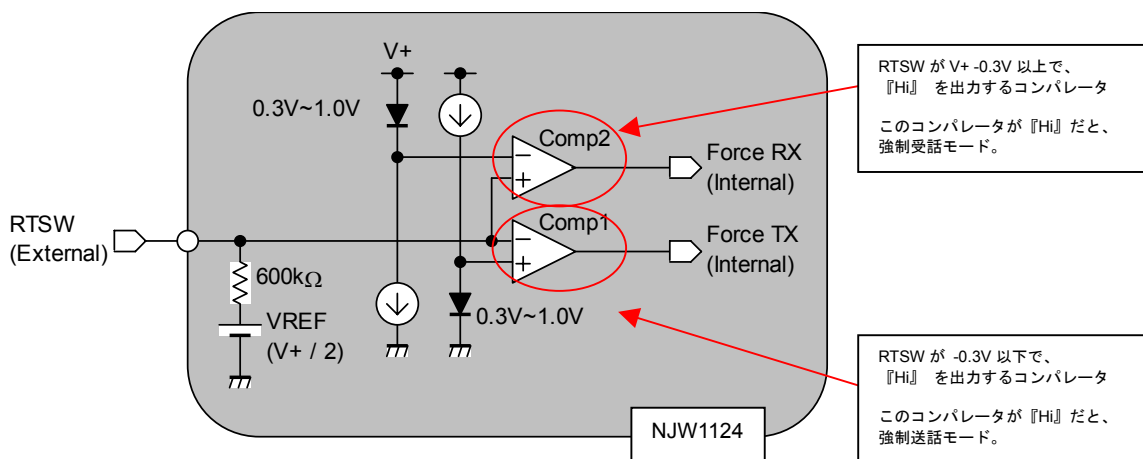 V+
0.3V~1.0V
Comp2
Force RX
(Internal)
RTSW
(External)
Comp1
Force TX
(Internal)
600kΩ
VREF
(V+ / 2)
0.3V~1.0V
NJW1124
RTSW が V+ -0.3V 以上で、
『Hi』 を出力するコンパレータ
このコンパレータが『Hi』だと、
強制受話モード。
RTSW が -0.3V 以下で、
『Hi』 を出力するコンパレータ
このコンパレータが『Hi』だと、
強制送話モード。